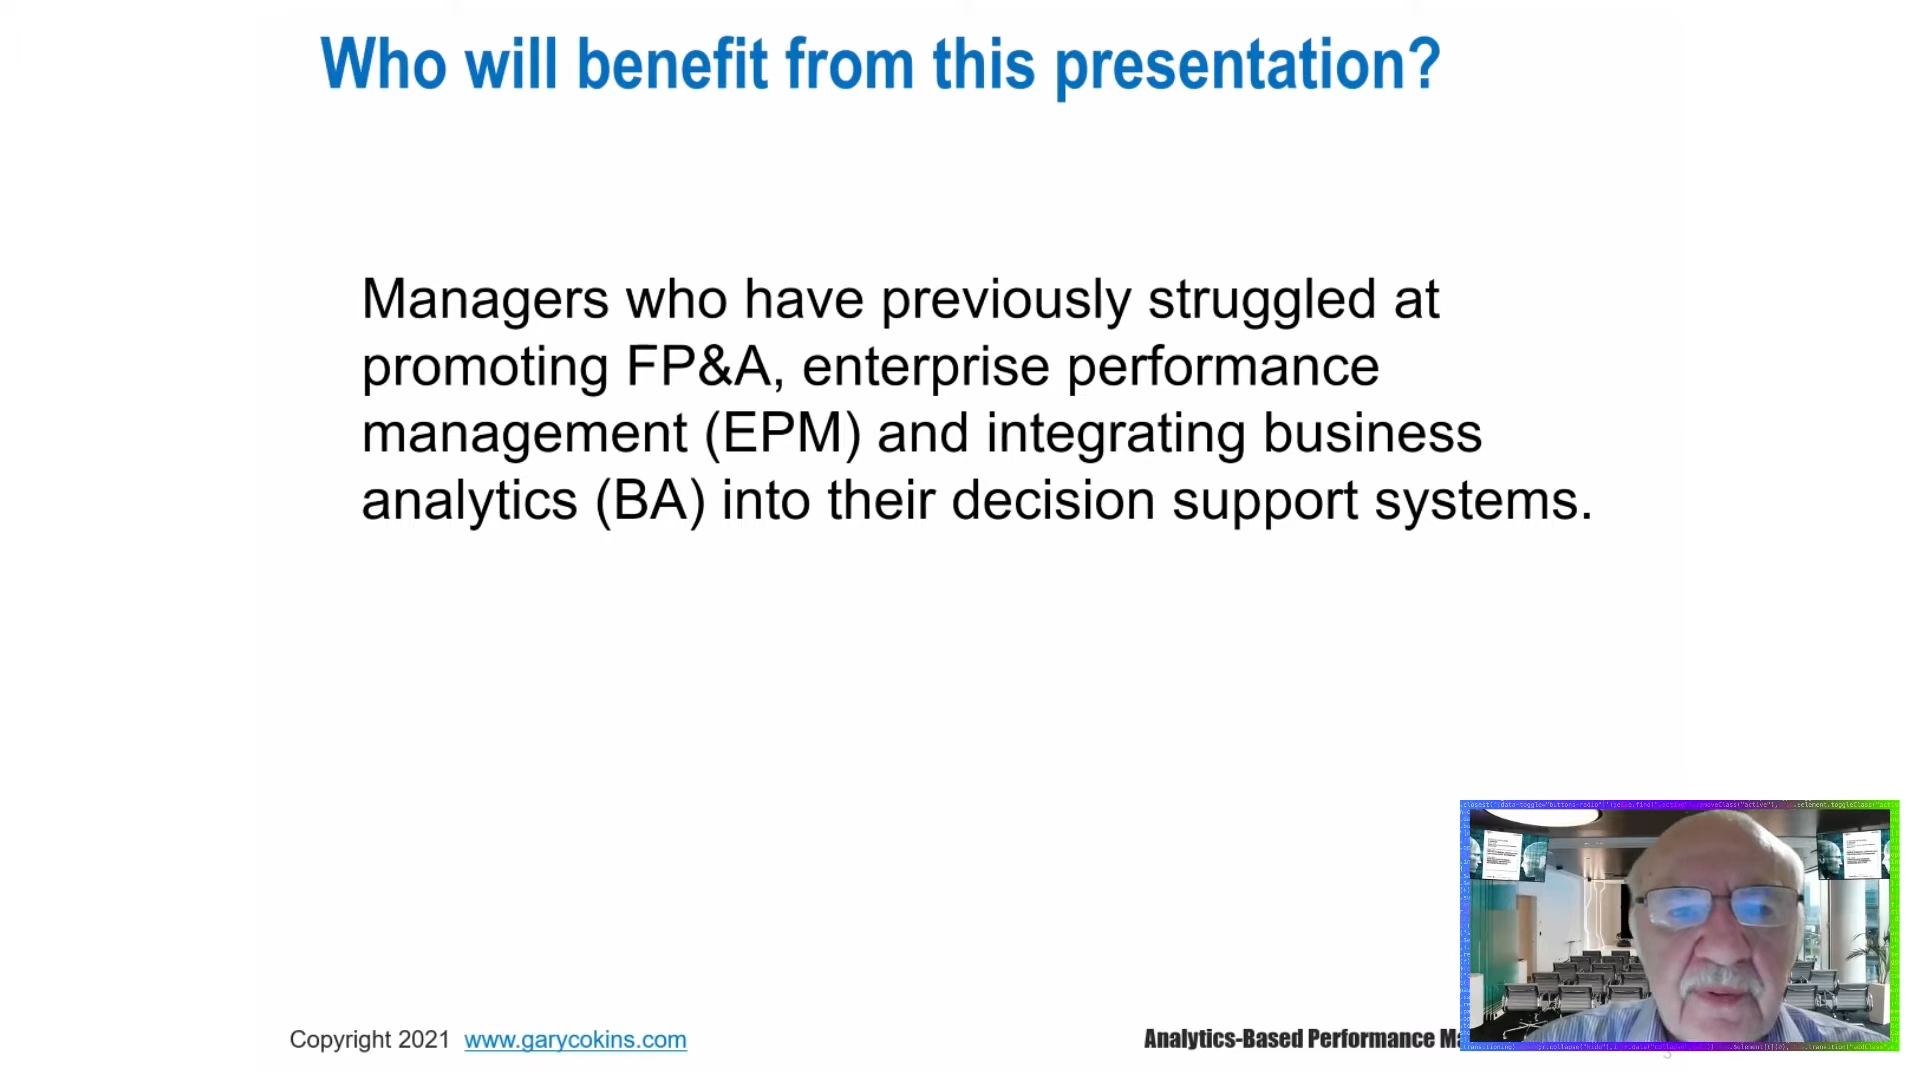 Who will benefit from this presentation?
Managers who have previously struggled at
promoting FP&A, enterprise performance
management (EPM) and integrating business
analytics (BA) into their decision support systems.
Copyright 2021 www.garycokins.com
Analytics-Based Performance
3